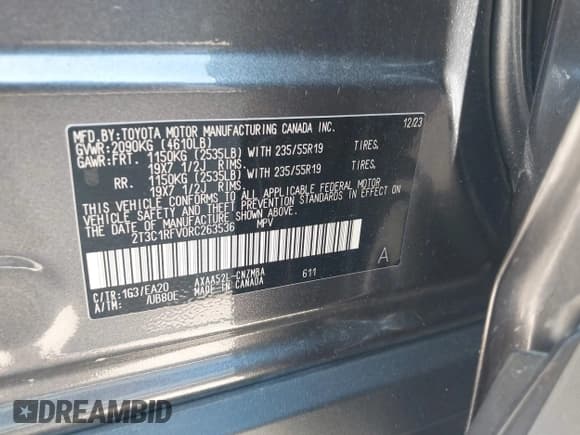 MFD.BY:TOYOTA MOTOR MANUFACTURING CANADA INC. 12/23
GVWR:2090KG (4610LB)
GAWR:FRT. 1150KG (2535LB) WITH 235/55R19 TIRES.
19X7 1/2J RIMS
RR. 1150KG (2535LB) WITH 235/55R19 TIRES.
19X7 1/2J RIMS
THIS VEHICLE CONFORMS TO ALL APPLICABLE FEDERAL MOTOR
VEHICLE SAFETY AND THEFT PREVENTION STANDARDS IN EFFECT ON
THE DATE OF MANUFACTURE SHOWN ABOVE.
2T3C1RFV0RC263536 MPV
A
C/TR:1G3/EA20 AXAA52L-CNZMBA 611
A/TM: /UB80E MADE IN CANADA
DREAMBID